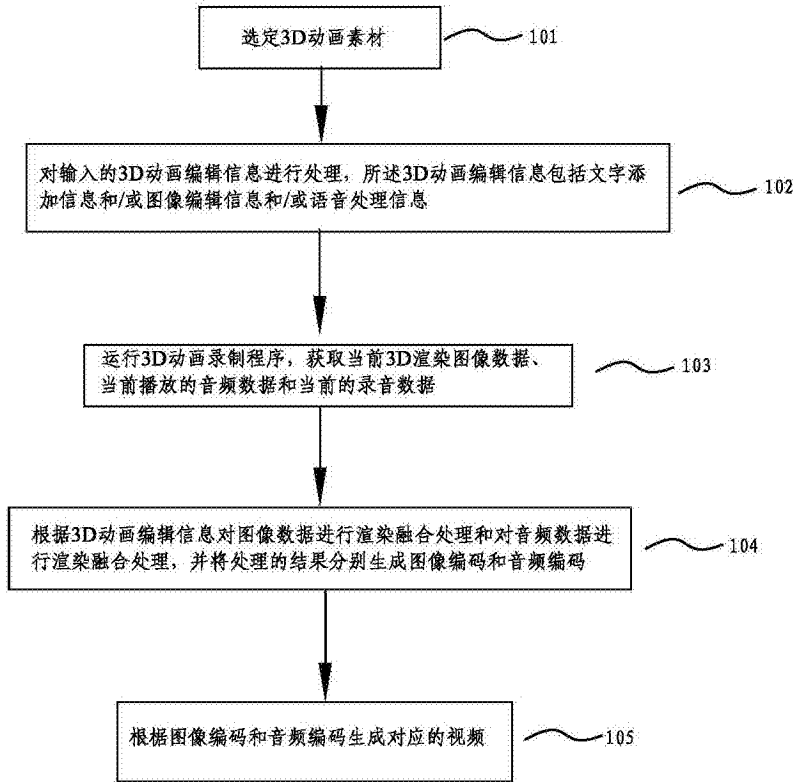 选定3D动画素材
101
对输入的3D动画编辑信息进行处理，所述3D动画编辑信息包括文字添
加信息和/或图像编辑信息和/或语音处理信息
102
运行3D动画录制程序，获取当前3D渲染图像数据、
当前播放的音频数据和当前的录音数据
103
根据3D动画编辑信息对图像数据进行渲染融合处理和对音频数据进
行渲染融合处理，并将处理的结果分别生成图像编码和音频编码
104
根椐图像编码和音频编码生成对应的视频
105